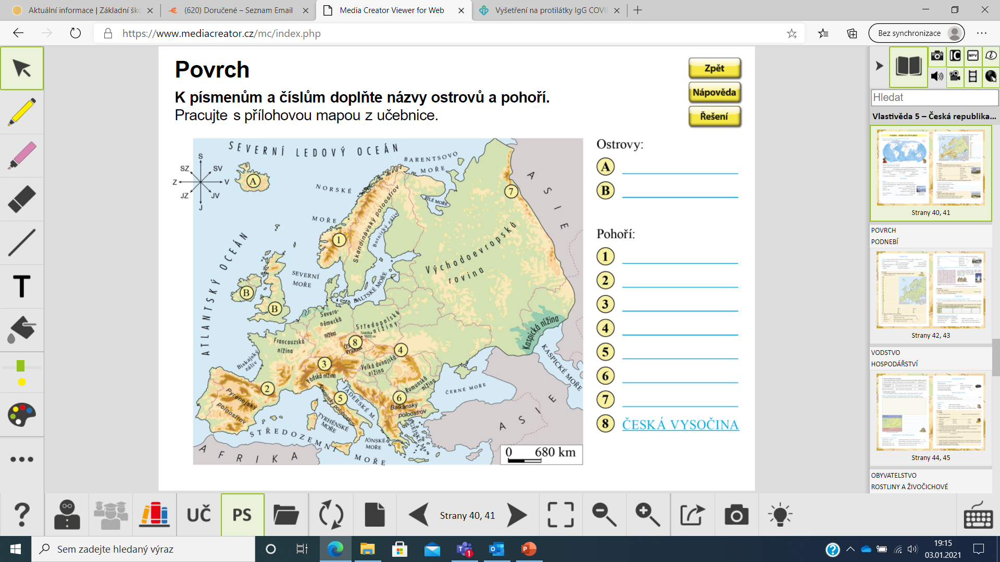 Aktuální informace | Základní ško
(620) Doručené – Seznam Email
Media Creator Viewer for Web
Vyšetření na protilátky IgG COVI
https://www.mediacreator.cz/mc/index.php
Bez synchronizace
Povrch
K písmenům a číslům doplňte názvy ostrovů a pohoří.
Pracujte s přílohovou mapou z učebnice.
Zpět
Nápověda
Řešení
S
SZ SV
Z V
JZ JV
J
SEVERNÍ LEDOVÝ OCEÁN
BARENTSOVO
MOŘE
NORSKÉ
MOŘE
BÍLÉ MOŘE
ASIE
A
7
1
Skandinávský poloostrov
Botnický záliv
Východoevropská
rovina
ATLANTSKÝ OCEÁN
SEVERNÍ
MOŘE
BALTSKÉ MOŘE
B
B
Severo-
německá
nížina
Středopolské
nížiny
Sněžka
1603 m
8
ČESKÁ
VYSOČINA
Francouzská
nížina
Biskajský
záliv
4
3
Velká dunajská
nížina
Pádská nížina
Rumunská
nížina
Kaspická nížina
KASPICKÉ MOŘE
ČERNÉ MOŘE
2
Pyrenejský
poloostrov
5
Apeninský poloostrov
JADERSKÉ M.
6
Balkánský
poloostrov
TYRHÉNSKÉ
MOŘE
EGEJSKÉ M.
JÓNSKÉ
MOŘE
STŘEDOZEMNÍ
MOŘE
AFRIKA
ASIE
0 680 km
Ostrovy:
A
B
Pohoří:
1
2
3
4
5
6
7
8 ČESKÁ VYSOČINA
IC
MPV
Hledat
Vlastivěda 5 – Česká republika...
Strany 40, 41
POVRCH
PODNEBÍ
Strany 42, 43
VODSTVO
HOSPODÁŘSTVÍ
Strany 44, 45
OBYVATELSTVO
ROSTLINY A ŽIVOČICHOVÉ
T
?
UČ
PS
Strany 40, 41
Sem zadejte hledaný výraz
1
19:15
03.01.2021